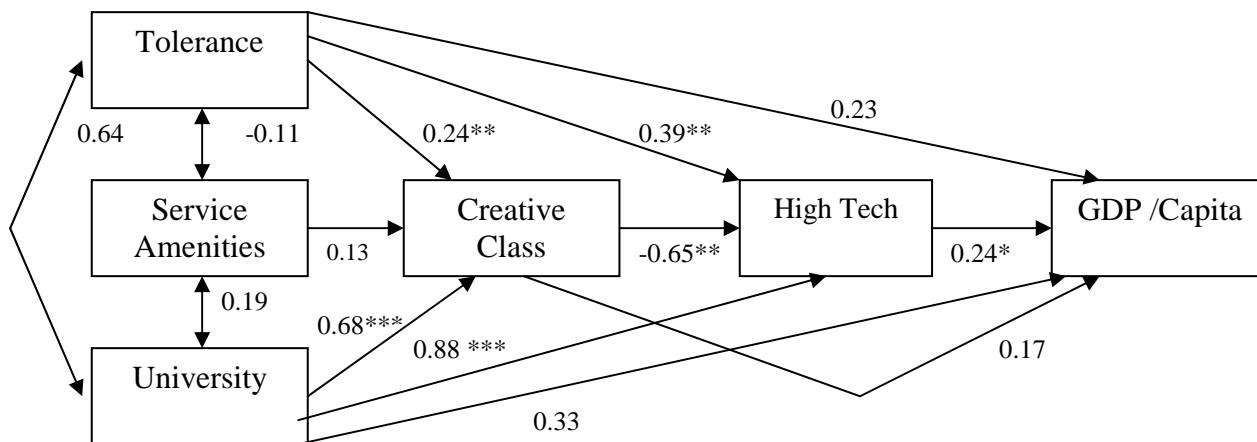 Tolerance
0.23
0.64
-0.11
0.24**
0.39**
Service
Amenities
Creative
Class
High Tech
GDP /Capita
0.13
-0.65**
0.24*
0.19
0.68***
0.88 ***
0.17
University
0.33